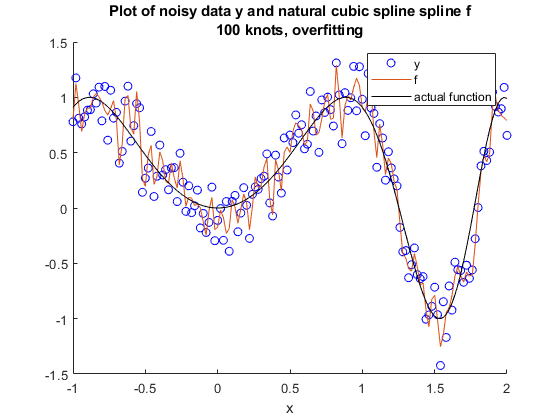 Plot of noisy data y and natural cubic spline spline f
100 knots, overfitting
1.5
1
0.5
0
-0.5
-1
-1.5
y
f
actual function
-1
-0.5
0
0.5
1
1.5
2
x